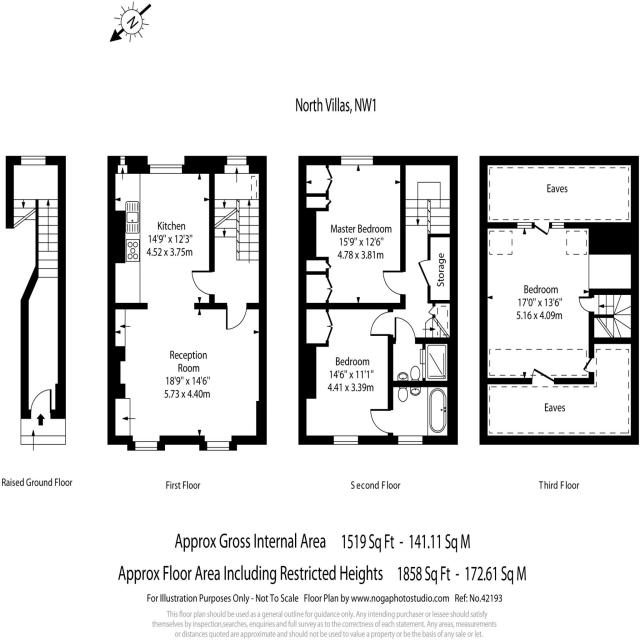 N
North Villas, NW1
Kitchen
14'9" x 12'3"
4.52 x 3.75m
Reception
Room
18'9" x 14'6"
5.73 x 4.40m
Master Bedroom
15'9" x 12'6"
4.78 x 3.81m
Storage
Bedroom
14'6" x 11'1"
4.41 x 3.39m
Eaves
Bedroom
17'0" x 13'6"
5.16 x 4.09m
Eaves
Raised Ground Floor
First Floor
Second Floor
Third Floor
Approx Gross Internal Area 1519 Sq Ft - 141.11 Sq M
Approx Floor Area Including Restricted Heights 1858 Sq Ft - 172.61 Sq M
For Illustration Purposes Only - Not To Scale Floor Plan by www.nogaphotostudio.com Ref: No.42193
This floor plan should be used as a general outline for guidance only. Any intending purchaser or lessee should satisfy
themselves by inspection, searches, enquiries and full survey as to the correctness of each statement. Any areas, measurements
or distances quoted are approximate and should not be used to value a property or be the basis of any sale or let.